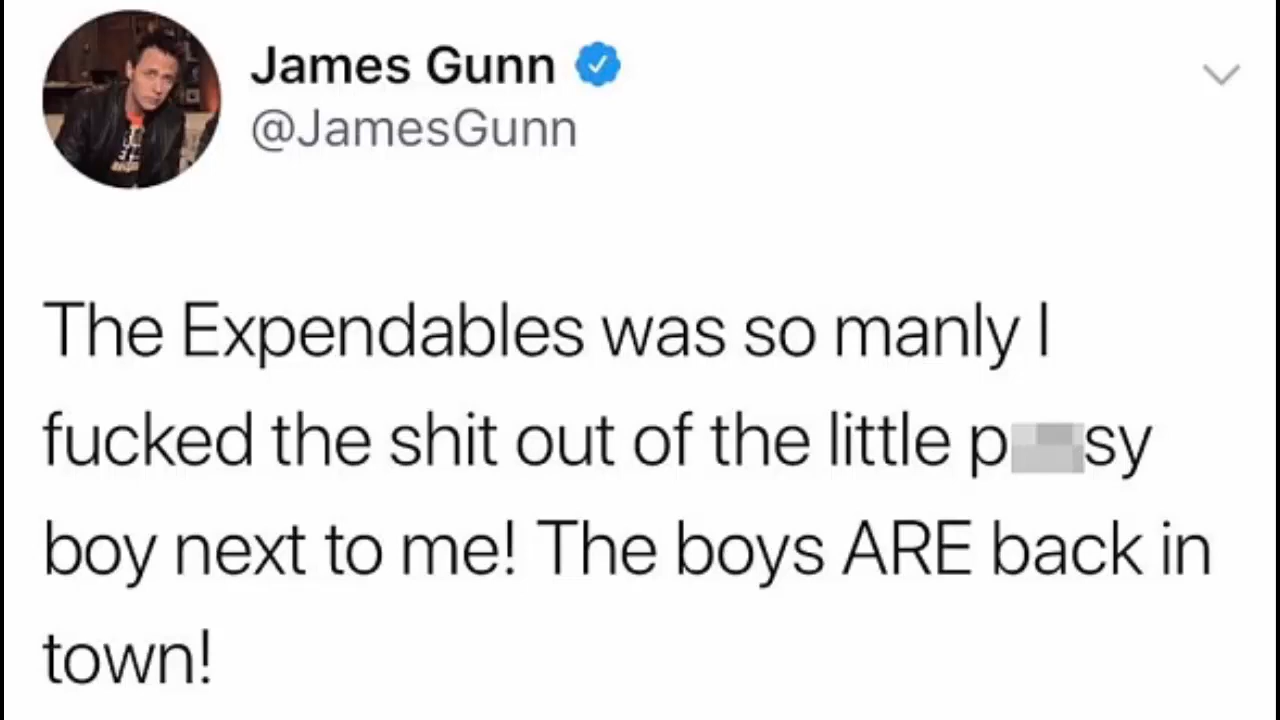 James Gunn
@JamesGunn
The Expendables was so manly I
fucked the shit out of the little p sy
boy next to me! The boys ARE back in
town!